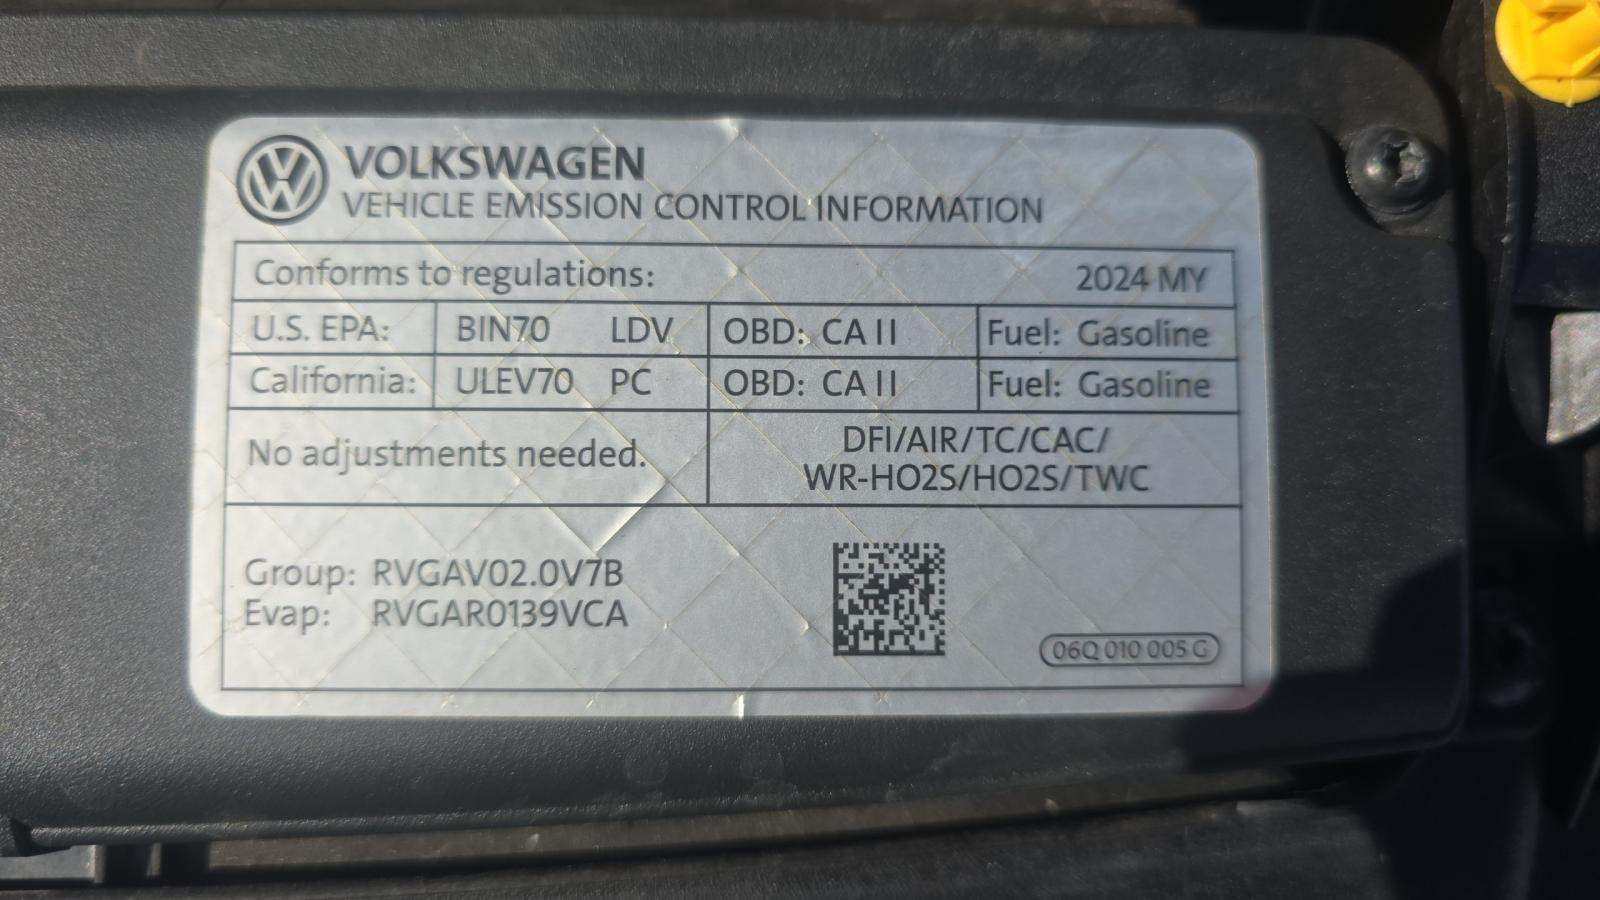 VOLKSWAGEN
VEHICLE EMISSION CONTROL INFORMATION
Conforms to regulations: 2024 MY
U.S. EPA: BIN70 LDV OBD: CA II Fuel: Gasoline
California: ULEV70 PC OBD: CA II Fuel: Gasoline
No adjustments needed.
DFI/AIR/TC/CAC/
WR-HO2S/HO2S/TWC
Group: RVGAV02.0V7B
Evap: RVGAR0139VCA
06Q 010 005 G